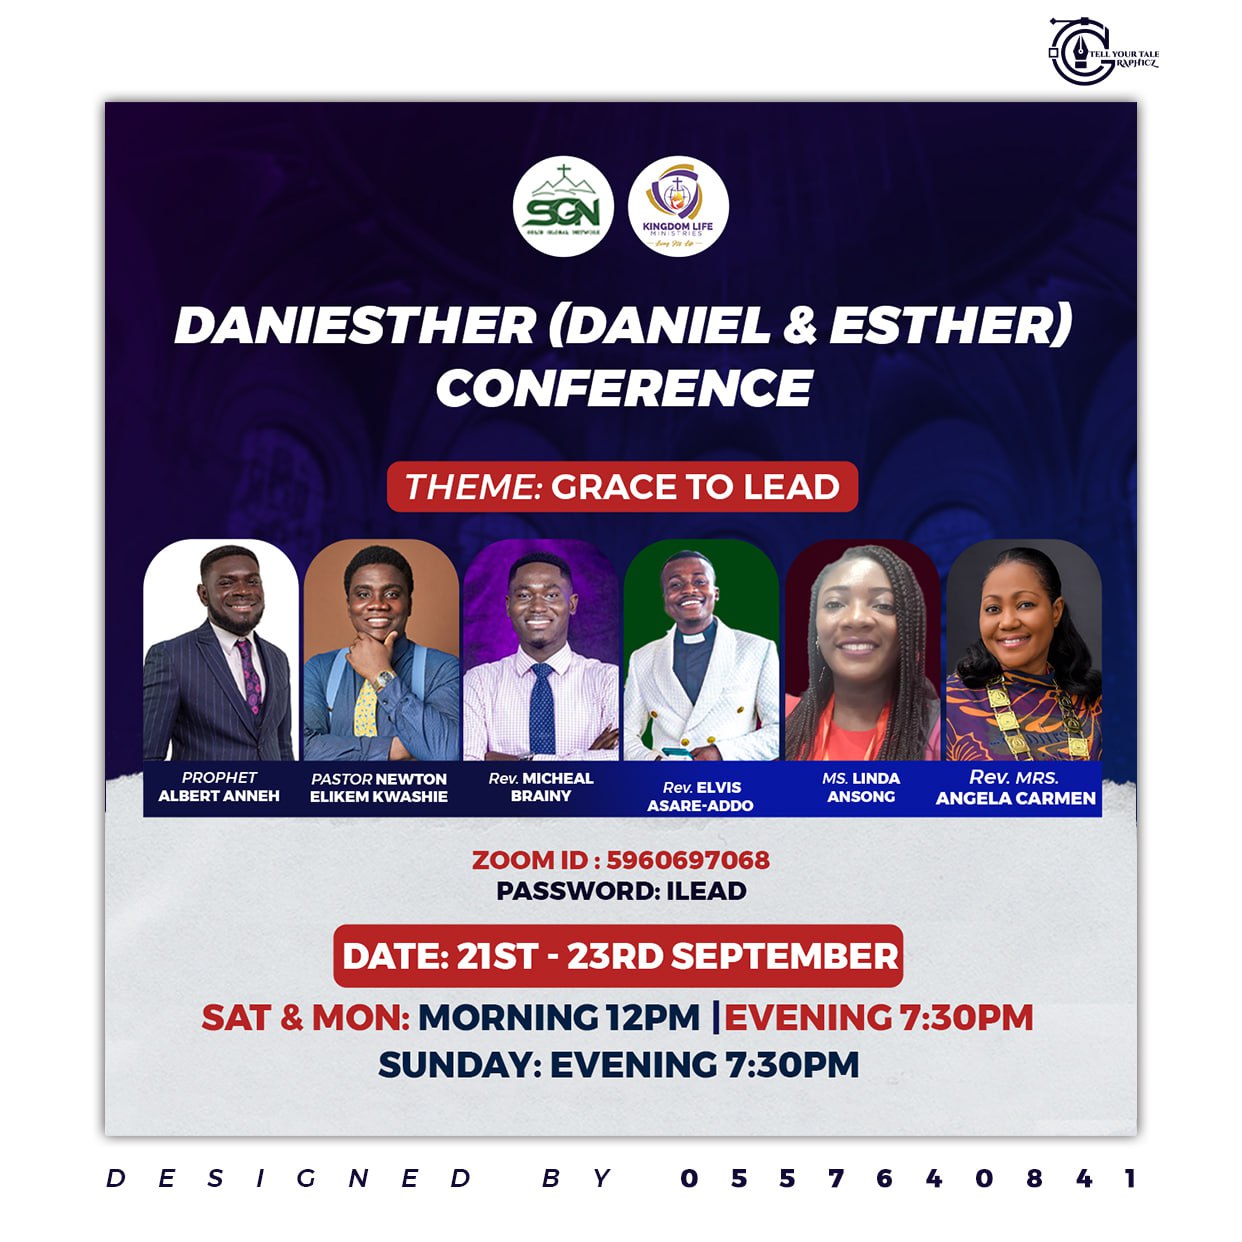 TELL YOUR TALE
RAPHICZ
SGN
GLOBAL NETWORK
KINGDOM LIFE
MINISTRIES
DANIESTHER (DANIEL & ESTHER)
CONFERENCE
THEME: GRACE TO LEAD
PROPHET
ALBERT ANNEH
PASTOR NEWTON
ELIKEM KWASHIE
Rev. MICHEAL
BRAINY
Rev. ELVIS
ASARE-ADDO
MS. LINDA
ANSONG
Rev. MRS.
ANGELA CARMEN
ZOOM ID : 5960697068
PASSWORD: ILEAD
DATE: 21ST - 23RD SEPTEMBER
SAT & MON: MORNING 12PM | EVENING 7:30PM
SUNDAY: EVENING 7:30PM
DESIGNED BY 0557640841